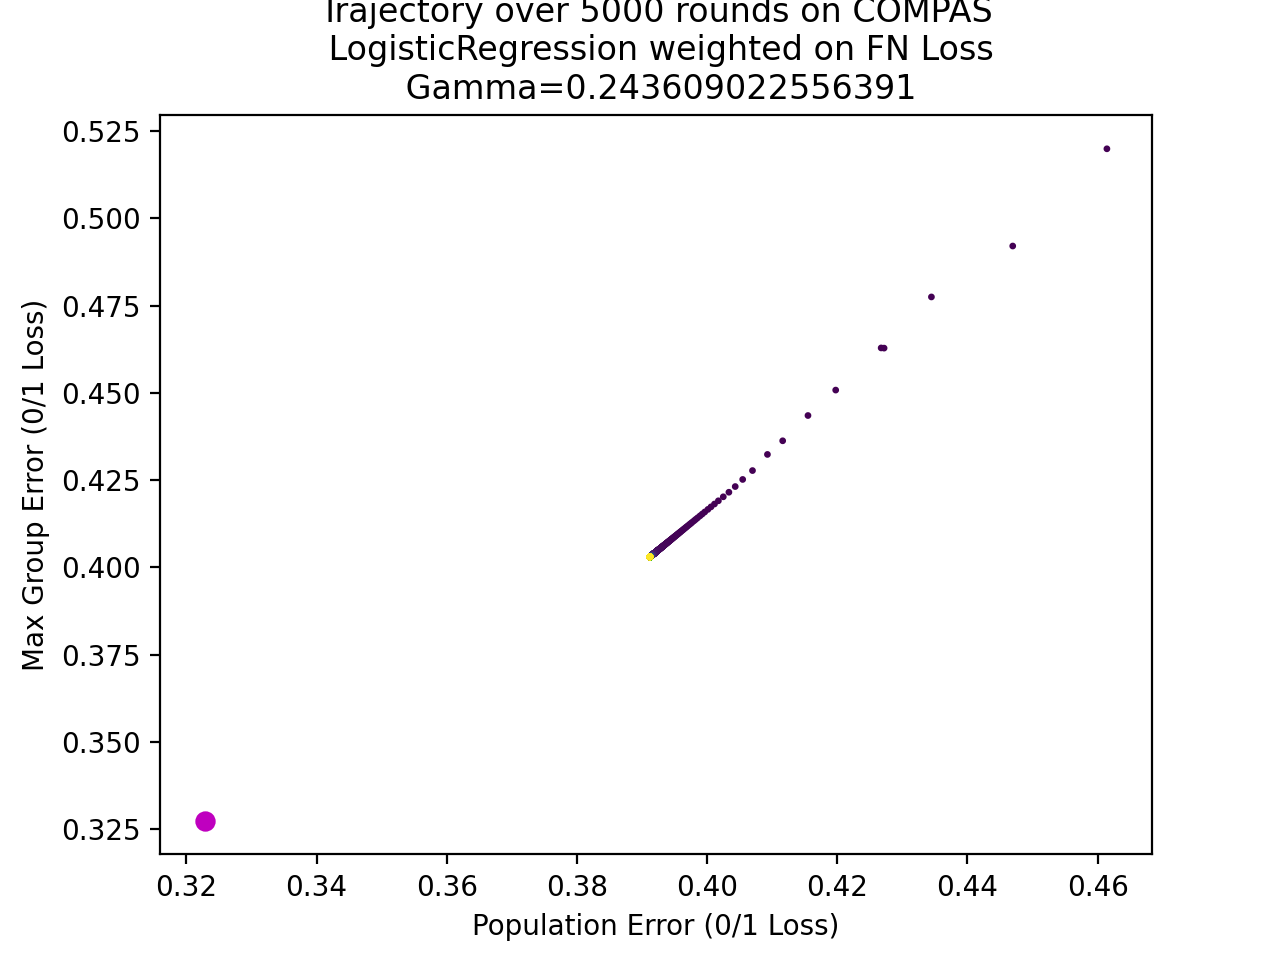 Trajectory over 5000 rounds on COMPAS
LogisticRegression weighted on FN Loss
Gamma=0.243609022556391
0.525
0.500
0.475
0.450
0.425
0.400
0.375
0.350
0.325
Max Group Error (0/1 Loss)
0.32 0.34 0.36 0.38 0.40 0.42 0.44 0.46
Population Error (0/1 Loss)